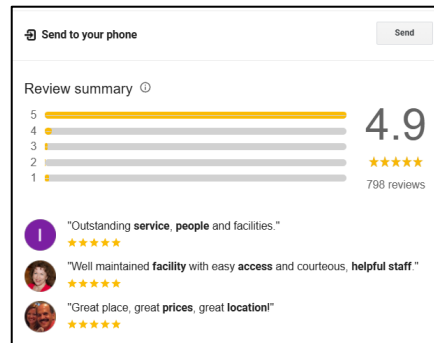 Send to your phone
Send
Review summary
5
4
3
2
1
4.9
798 reviews
I
"Outstanding service, people and facilities."
"Well maintained facility with easy access and courteous, helpful staff."
"Great place, great prices, great location!"